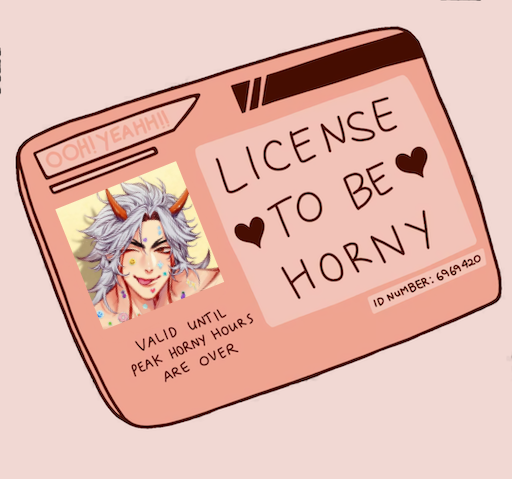 OOH! YEAHH!!
LICENSE
TO BE
HORNY
ID NUMBER: 6969420
VALID UNTIL
PEAK HORNY HOURS
ARE OVER